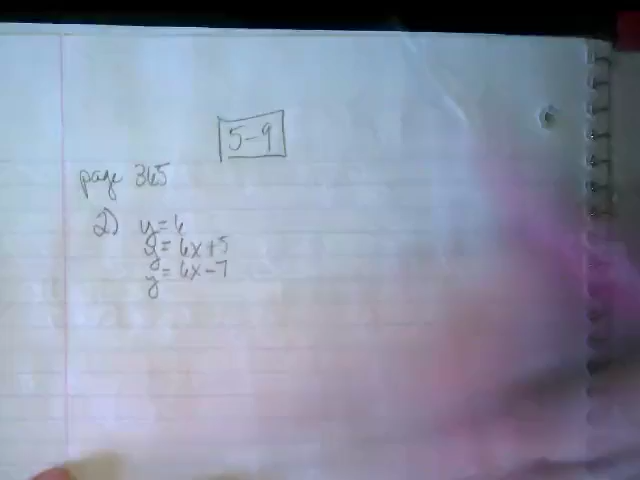 5-9
page 365
2) y = 6
y = 6x + 5
y = 6x - 7